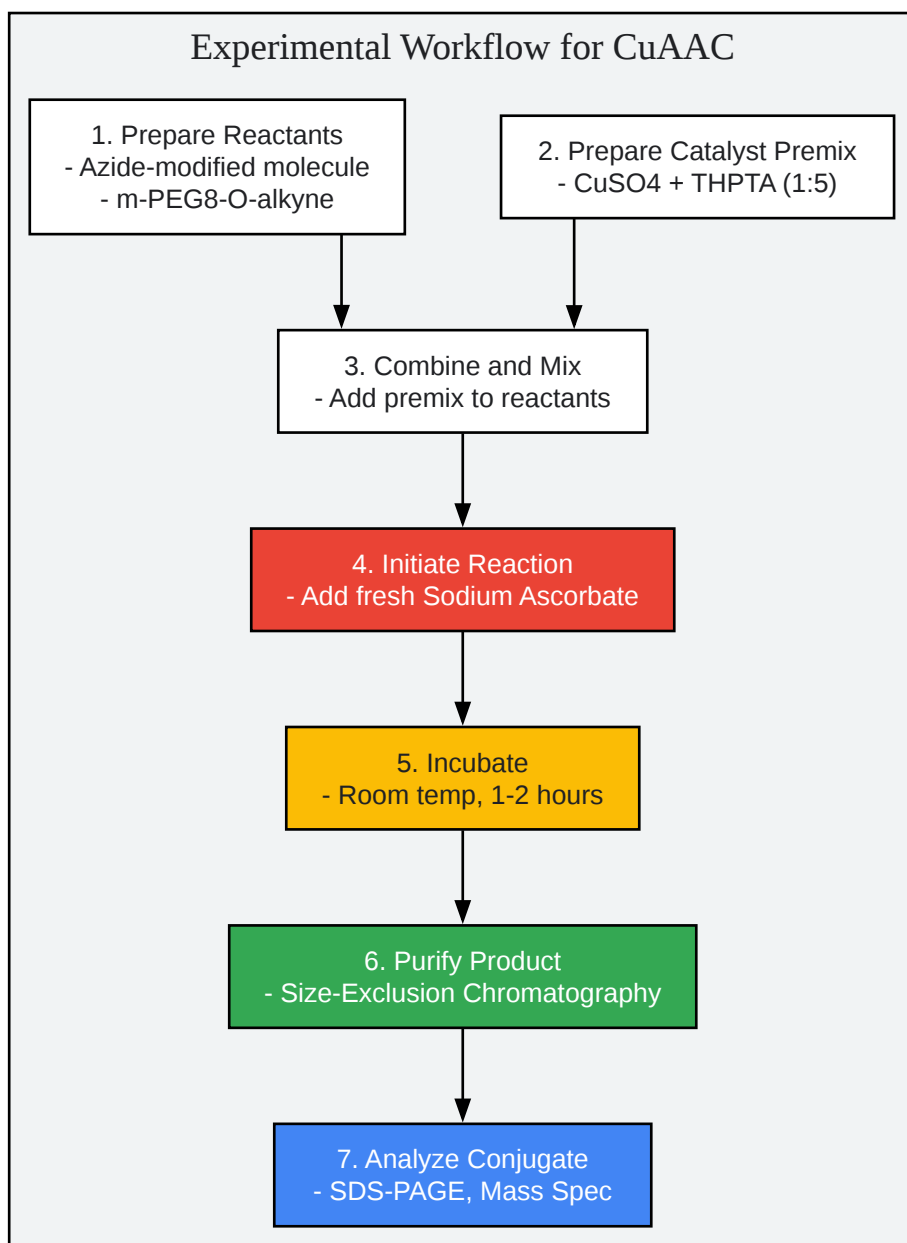 Experimental Workflow for CuAAC
1. Prepare Reactants
- Azide-modified molecule
- m-PEG8-O-alkyne
2. Prepare Catalyst Premix
- CuSO4 + THPTA (1:5)
3. Combine and Mix
- Add premix to reactants
4. Initiate Reaction
- Add fresh Sodium Ascorbate
5. Incubate
- Room temp, 1-2 hours
6. Purify Product
- Size-Exclusion Chromatography
7. Analyze Conjugate
- SDS-PAGE, Mass Spec